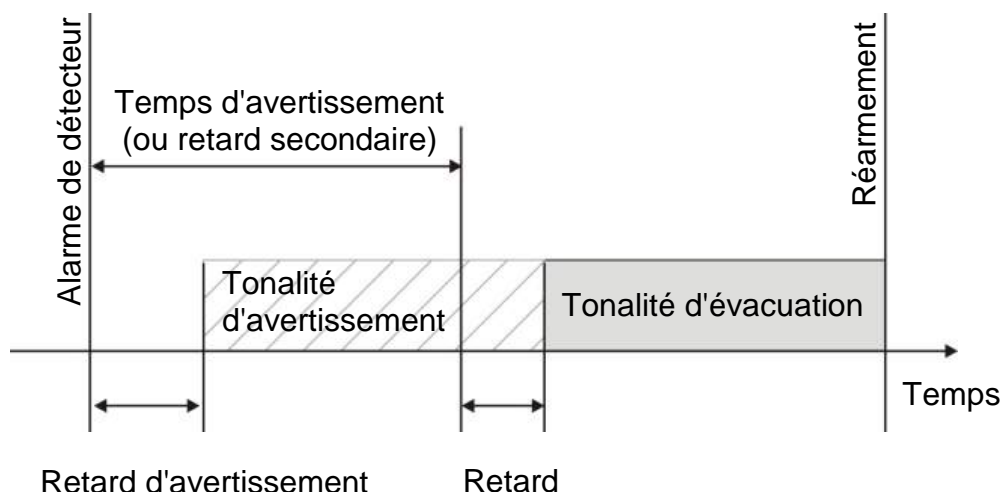 Alarme de détecteur
Temps d'avertissement
(ou retard secondaire)
Réarmement
Tonalité
d'avertissement
Tonalité d'évacuation
Temps
Retard d'avertissement
Retard